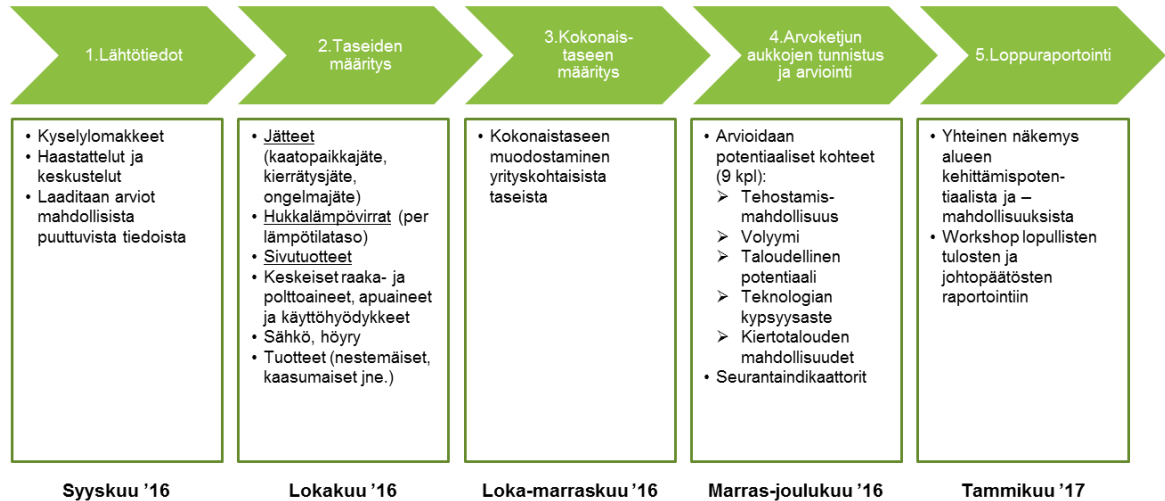 1.Lähtötiedot
2.Taseiden
määritys
3.Kokonais-
taseen
määritys
4.Arvoketjun
aukkojen tunnistus
ja arviointi
5.Loppuraportointi
• Kyselylomakkeet
• Haastattelut ja
keskustelut
• Laaditaan arviot
mahdollisista
puuttuvista tiedoista
• Jätteet
(kaatopaikkajäte,
kierrätysjäte,
ongelmajäte)
• Hukkalämpövirrat (per
lämpötilataso)
• Sivutuotteet
• Keskeiset raaka- ja
polttoaineet, apuaineet
ja käyttöhyödykkeet
• Sähkö, höyry
• Tuotteet (nestemäiset,
kaasumaiset jne.)
• Kokonaistaseen
muodostaminen
yrityskohtaisista
taseista
• Arvioidaan
potentiaaliset kohteet
(9 kpl):
➢ Tehostamis-
mahdollisuus
➢ Volyymi
➢ Taloudellinen
potentiaali
➢ Teknologian
kypsyysaste
➢ Kiertotalouden
mahdollisuudet
• Seurantaindikaattorit
• Yhteinen näkemys
alueen
kehittämispoten-
tiaalista ja –
mahdollisuuksista
• Workshop lopullisten
tulosten ja
johtopäätösten
raportointiin
Syyskuu ’16
Lokakuu ’16
Loka-marraskuu ’16
Marras-joulukuu ’16
Tammikuu ’17